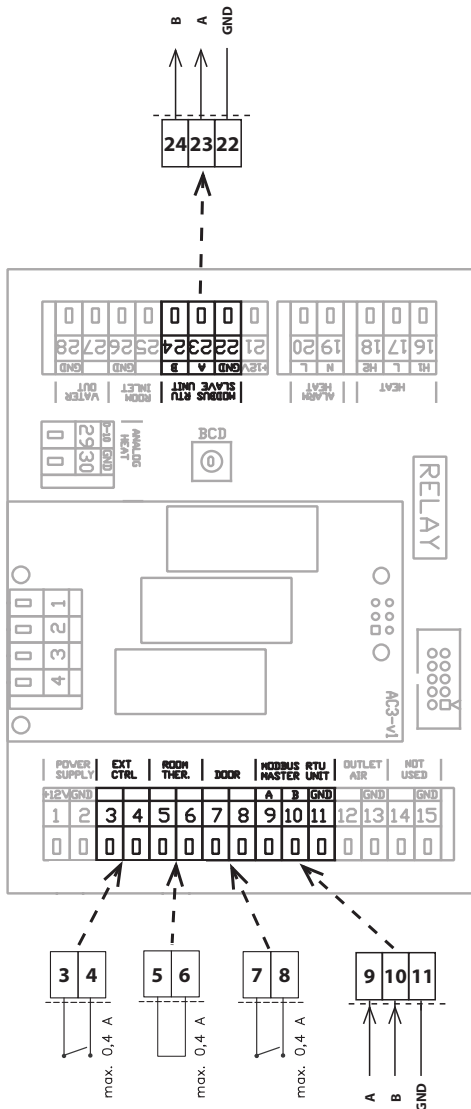 B
A
GND
24 23 22
28 27 26 25 24 23 22 21
GND GND B A GND +12V
WATER OUT
ROOM INLET
MODBUS RTU SLAVE UNIT
20 19
L N
ALARM HEAT
18 17 16
H2 L H1
HEAT
29 30
0-10 GND
ANALOG HEAT
BCD
RELAY
1
2
3
4
AC3-v1
POWER SUPPLY
EXT CTRL
ROOM THER.
DOOR
MODBUS RTU MASTER UNIT
OUTLET AIR
NOT USED
+12V GND A B GND GND GND
1 2 3 4 5 6 7 8 9 10 11 12 13 14 15
3 4
5 6
7 8
9 10 11
max. 0,4 A
max. 0,4 A
max. 0,4 A
A
B
GND